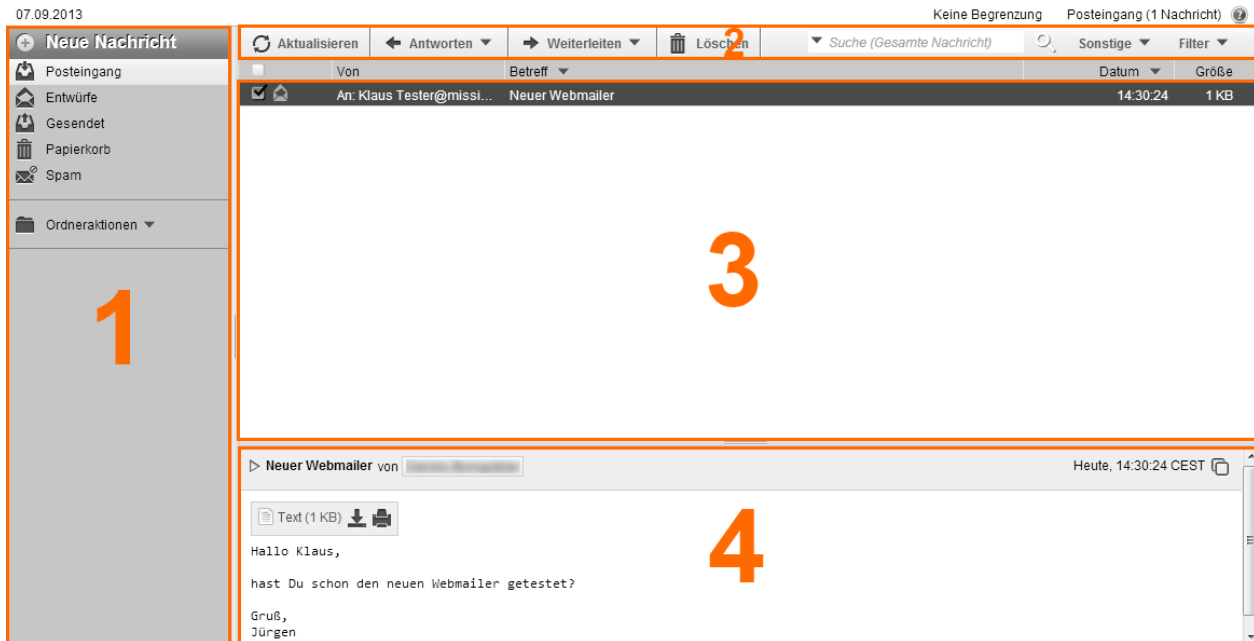 07.09.2013 Keine Begrenzung Posteingang (1 Nachricht)
Neue Nachricht
Posteingang
Entwürfe
Gesendet
Papierkorb
Spam
Ordneraktionen
1
Aktualisieren Antworten Weiterleiten Löschen Suche (Gesamte Nachricht) Sonstige Filter
2
Von Betreff Datum Größe
An: Klaus Tester@missi... Neuer Webmailer 14:30:24 1 KB
3
Neuer Webmailer von Heute, 14:30:24 CEST
Text (1 KB)
Hallo Klaus,
hast Du schon den neuen Webmailer getestet?
Gruß,
Jürgen
4